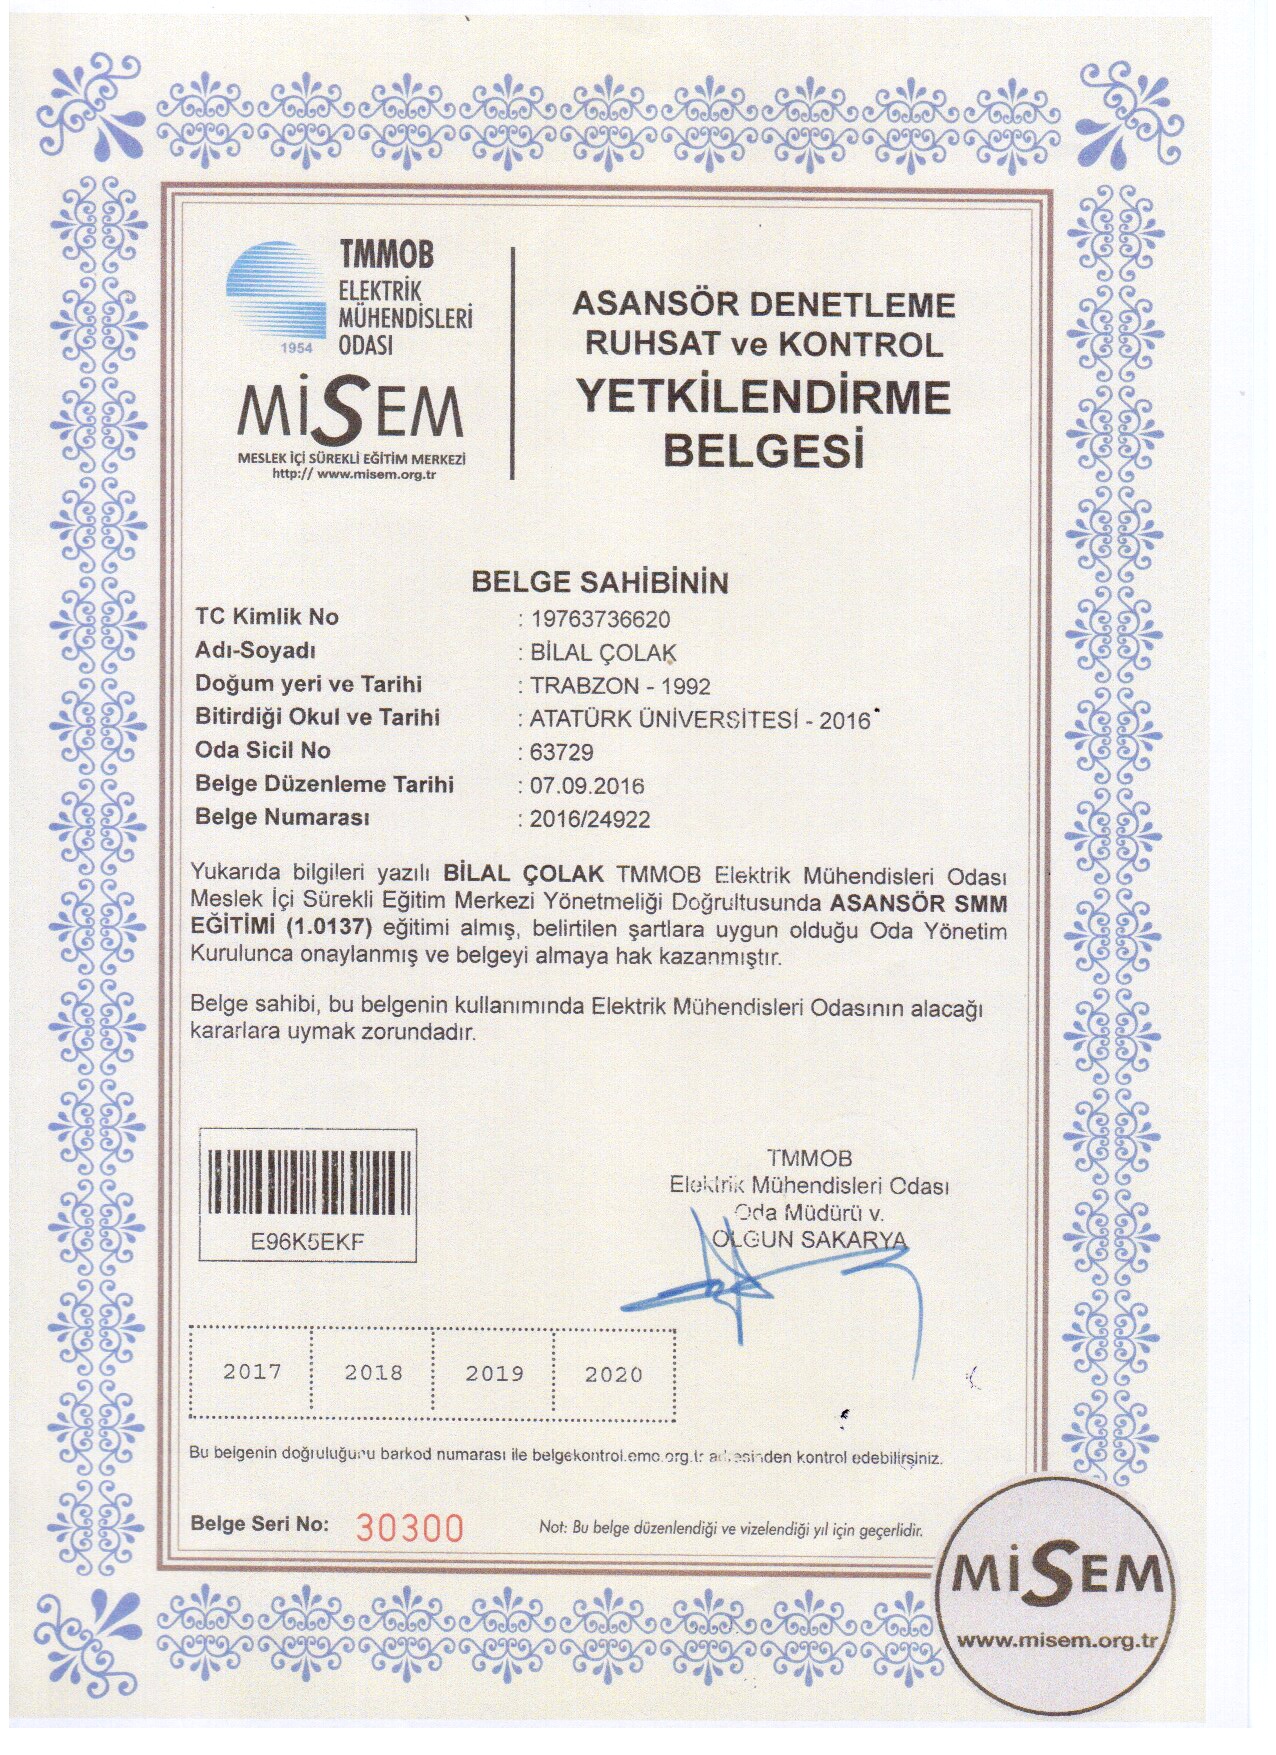 TMMOB
ELEKTRİK
MÜHENDİSLERİ
ODASI
1954
MİSEM
MESLEK İÇİ SÜREKLİ EĞİTİM MERKEZİ
http:// www.misem.org.tr
ASANSÖR DENETLEME
RUHSAT ve KONTROL
YETKİLENDİRME
BELGESİ
BELGE SAHİBİNİN
TC Kimlik No : 19763736620
Adı-Soyadı : BİLAL ÇOLAK
Doğum yeri ve Tarihi : TRABZON - 1992
Bitirdiği Okul ve Tarihi : ATATÜRK ÜNİVERSİTESİ - 2016
Oda Sicil No : 63729
Belge Düzenleme Tarihi : 07.09.2016
Belge Numarası : 2016/24922
Yukarıda bilgileri yazılı BİLAL ÇOLAK TMMOB Elektrik Mühendisleri Odası
Meslek İçi Sürekli Eğitim Merkezi Yönetmeliği Doğrultusunda ASANSÖR SMM
EĞİTİMİ (1.0137) eğitimi almış, belirtilen şartlara uygun olduğu Oda Yönetim
Kurulunca onaylanmış ve belgeyi almaya hak kazanmıştır.
Belge sahibi, bu belgenin kullanımında Elektrik Mühendisleri Odasının alacağı
kararlara uymak zorundadır.
E96K5EKF
TMMOB
Elektrik Mühendisleri Odası
Oda Müdürü v.
OLGUN SAKARYA
2017 2018 2019 2020
Bu belgenin doğruluğunu barkod numarası ile belgekontrol.emo.org.tr adresinden kontrol edebilirsiniz.
Belge Seri No: 30300
Not: Bu belge düzenlendiği ve vizelendiği yıl için geçerlidir.
MİSEM
www.misem.org.tr